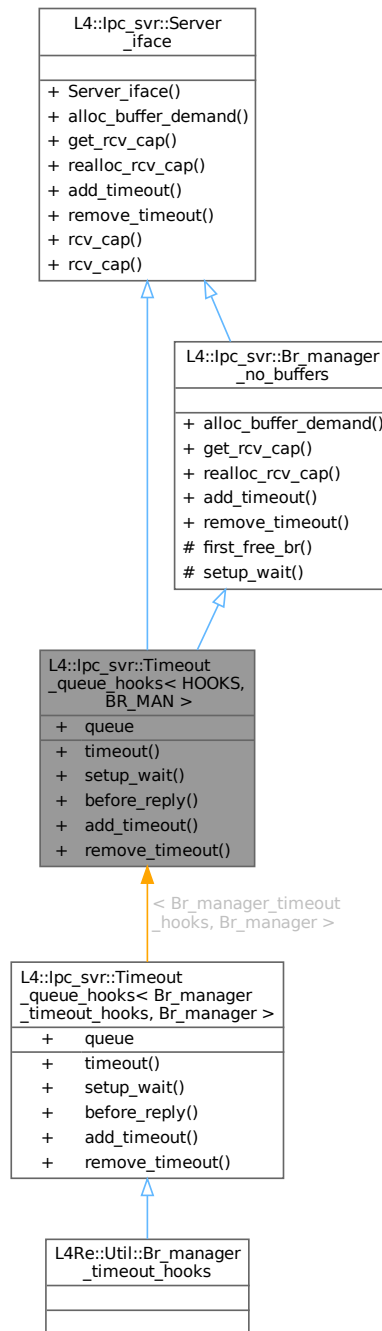 L4::Ipc_svr::Server
_iface
+ Server_iface()
+ alloc_buffer_demand()
+ get_rcv_cap()
+ realloc_rcv_cap()
+ add_timeout()
+ remove_timeout()
+ rcv_cap()
+ rcv_cap()
L4::Ipc_svr::Br_manager
_no_buffers
+ alloc_buffer_demand()
+ get_rcv_cap()
+ realloc_rcv_cap()
+ add_timeout()
+ remove_timeout()
# first_free_br()
# setup_wait()
L4::Ipc_svr::Timeout
_queue_hooks< HOOKS,
BR_MAN >
+ queue
+ timeout()
+ setup_wait()
+ before_reply()
+ add_timeout()
+ remove_timeout()
< Br_manager_timeout
_hooks, Br_manager >
L4::Ipc_svr::Timeout
_queue_hooks< Br_manager
_timeout_hooks, Br_manager >
+ queue
+ timeout()
+ setup_wait()
+ before_reply()
+ add_timeout()
+ remove_timeout()
L4Re::Util::Br_manager
_timeout_hooks